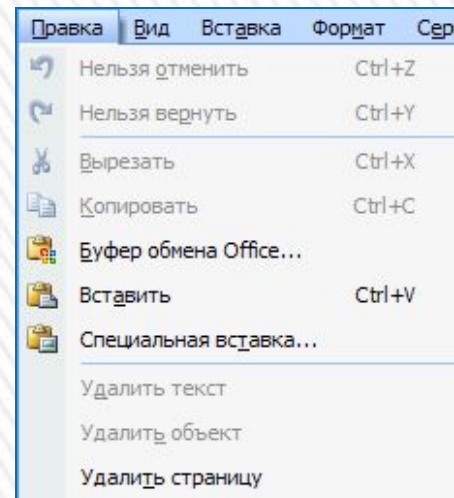 Правка Вид Вставка Формат Сер
Нельзя отменить Ctrl+Z
Нельзя вернуть Ctrl+Y
Вырезать Ctrl+X
Копировать Ctrl+C
Буфер обмена Office...
Вставить Ctrl+V
Специальная вставка...
Удалить текст
Удалить объект
Удалить страницу